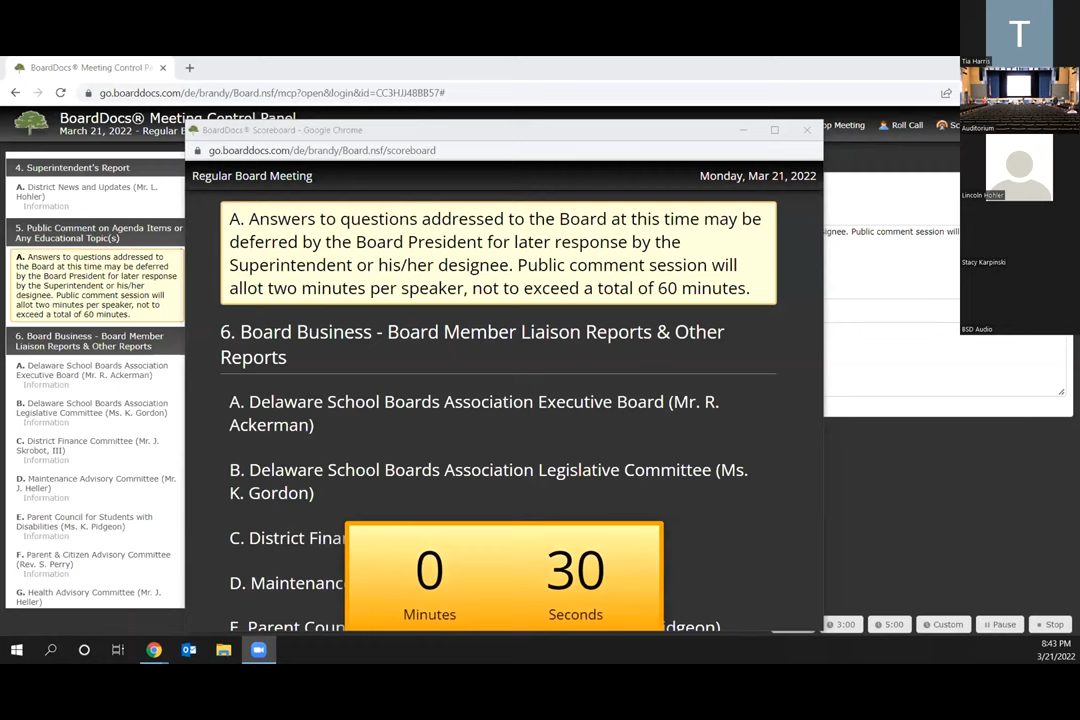 BoardDocs® Meeting Control Pa
go.boarddocs.com/de/brandy/Board.nsf/mcp?open&login&id=CC3HJJ48BB57#
BoardDocs® Meeting Control Panel
March 21, 2022 - Regular B
op Meeting
Roll Call
Sc
BoardDocs® Scoreboard - Google Chrome
go.boarddocs.com/de/brandy/Board.nsf/scoreboard
Regular Board Meeting
Monday, Mar 21, 2022
4. Superintendent's Report
A. District News and Updates (Mr. L.
Hohler)
Information
5. Public Comment on Agenda Items or
Any Educational Topic(s)
A. Answers to questions addressed to
the Board at this time may be
deferred by the Board President
for later response
by the Superintendent or his/her
designee. Public comment session will
allot two minutes per speaker, not to
exceed a total of 60 minutes.
6. Board Business - Board Member
Liaison Reports & Other Reports
A. Delaware School Boards Association
Executive Board (Mr. R. Ackerman)
Information
B. Delaware School Boards Association
Legislative Committee (Ms. K. Gordon)
Information
C. District Finance Committee (Mr. J.
Skrobot, III)
Information
D. Maintenance Advisory Committee (Mr.
J. Heller)
Information
E. Parent Council for Students with
Disabilities (Ms. K. Pidgeon)
Information
F. Parent & Citizen Advisory Committee
(Rev. S. Perry)
Information
G. Health Advisory Committee (Mr. J.
Heller)
A. Answers to questions addressed to the Board at this time may be
deferred by the Board President for later response by the
Superintendent or his/her designee. Public comment session will
allot two minutes per speaker, not to exceed a total of 60 minutes.
6. Board Business - Board Member Liaison Reports & Other
Reports
A. Delaware School Boards Association Executive Board (Mr. R.
Ackerman)
B. Delaware School Boards Association Legislative Committee (Ms.
K. Gordon)
C. District Fina
D. Maintenance
E. Parent Coun
idgeon)
0
30
Minutes
Seconds
ignee. Public comment session will
3:00
5:00
Custom
Pause
Stop
T
Tia Harris
Auditorium
Lincoln Hohler
Stacy Karpinski
BSD Audio
8:43 PM
3/21/2022